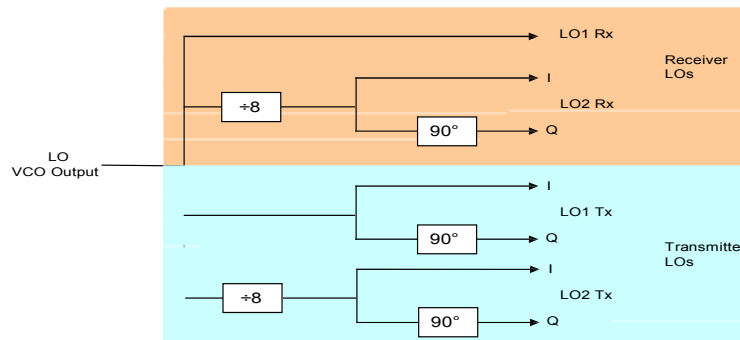 LO1 Rx
Receiver
LOs
I
÷8
LO2 Rx
90°
Q
LO
VCO Output
I
LO1 Tx
90°
Q
Transmitte
LOs
I
÷8
LO2 Tx
90°
Q